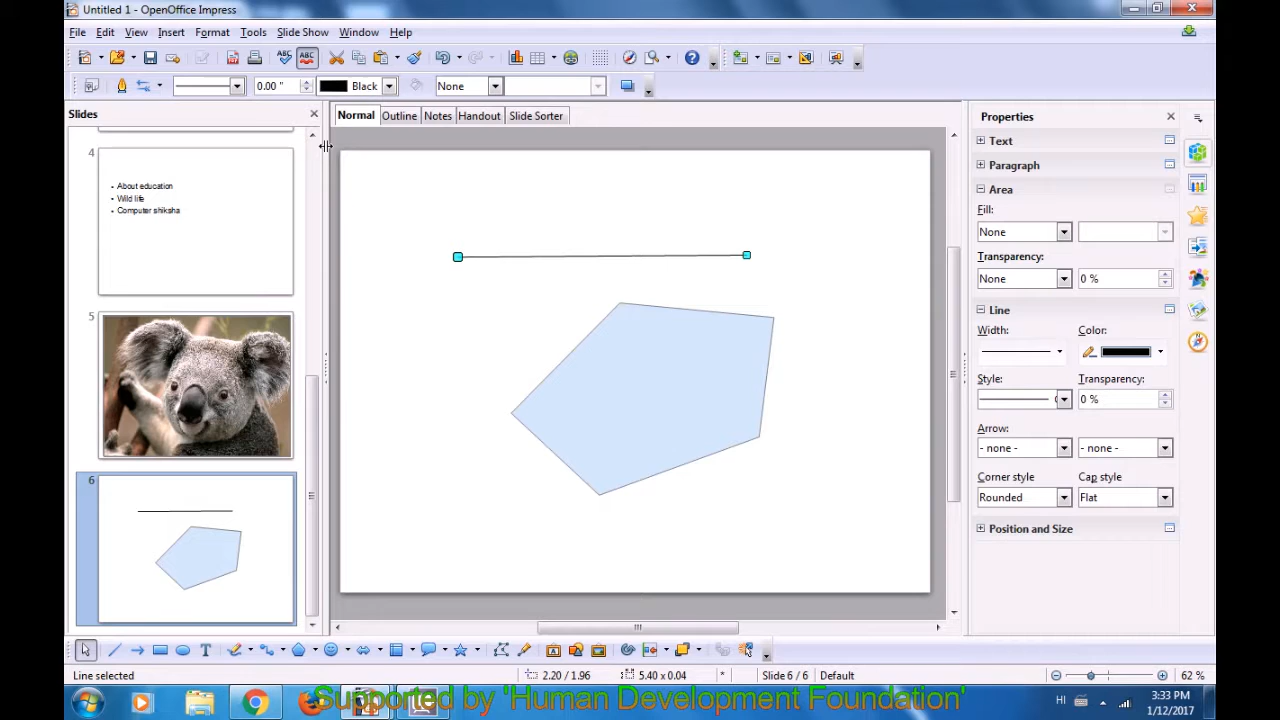 Untitled 1 - OpenOffice Impress
File Edit View Insert Format Tools Slide Show Window Help
0.00 " Black None
Slides
Normal Outline Notes Handout Slide Sorter
Properties
4
About education
Wild life
Computer shiksha
5
6
Text
Paragraph
Area
Fill:
None
Transparency:
None 0 %
Line
Width: Color:
Style: Transparency:
0 %
Arrow:
- none - - none -
Corner style Cap style
Rounded Flat
Position and Size
Line selected 2.20 / 1.96 5.40 x 0.04 * Slide 6 / 6 Default 62 %
Supported by 'Human Development Foundation'
HI 3:33 PM
1/12/2017